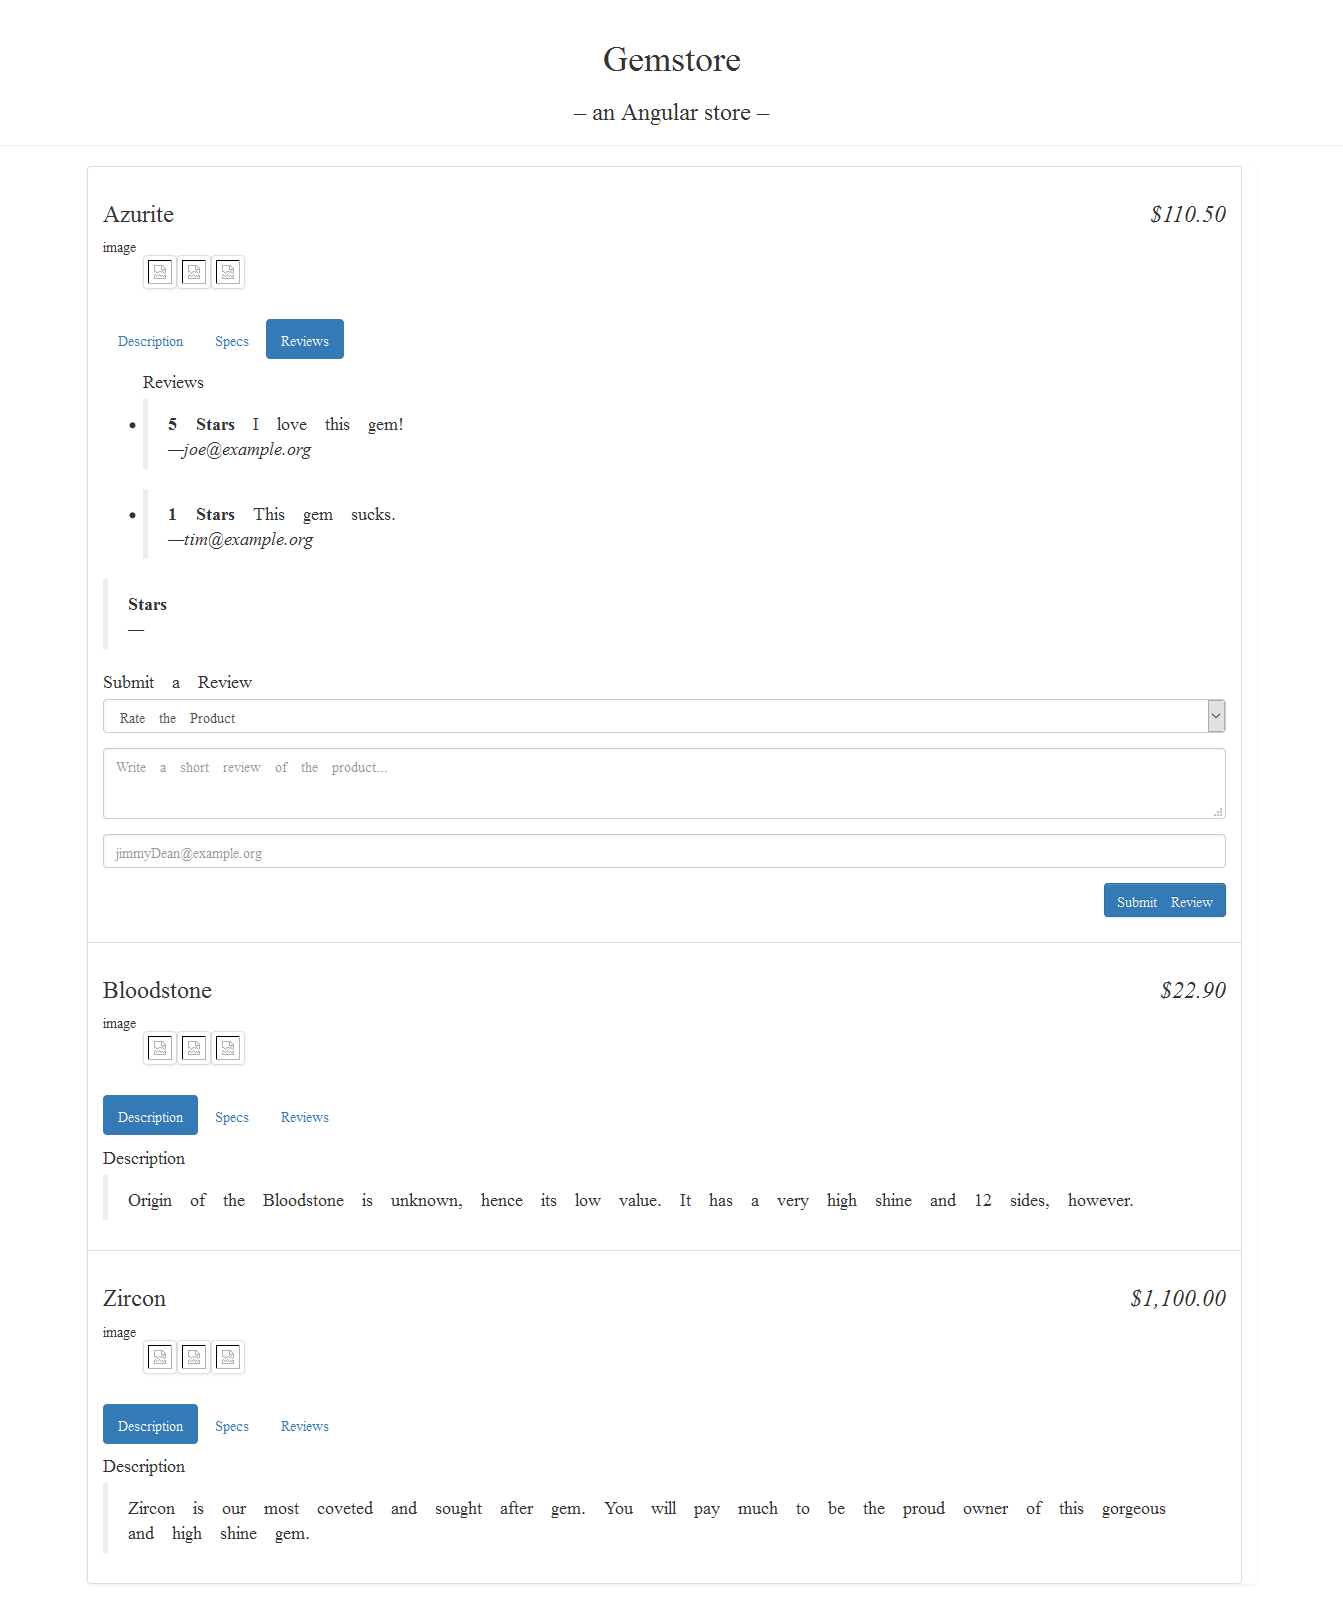 Gemstore
– an Angular store –
Azurite $110.50
image
Description Specs Reviews
Reviews
5 Stars I love this gem!
—joe@example.org
1 Stars This gem sucks.
—tim@example.org
Stars
—
Submit a Review
Rate the Product
Write a short review of the product...
jimmyDean@example.org
Submit Review
Bloodstone $22.90
image
Description Specs Reviews
Description
Origin of the Bloodstone is unknown, hence its low value. It has a very high shine and 12 sides, however.
Zircon $1,100.00
image
Description Specs Reviews
Description
Zircon is our most coveted and sought after gem. You will pay much to be the proud owner of this gorgeous
and high shine gem.